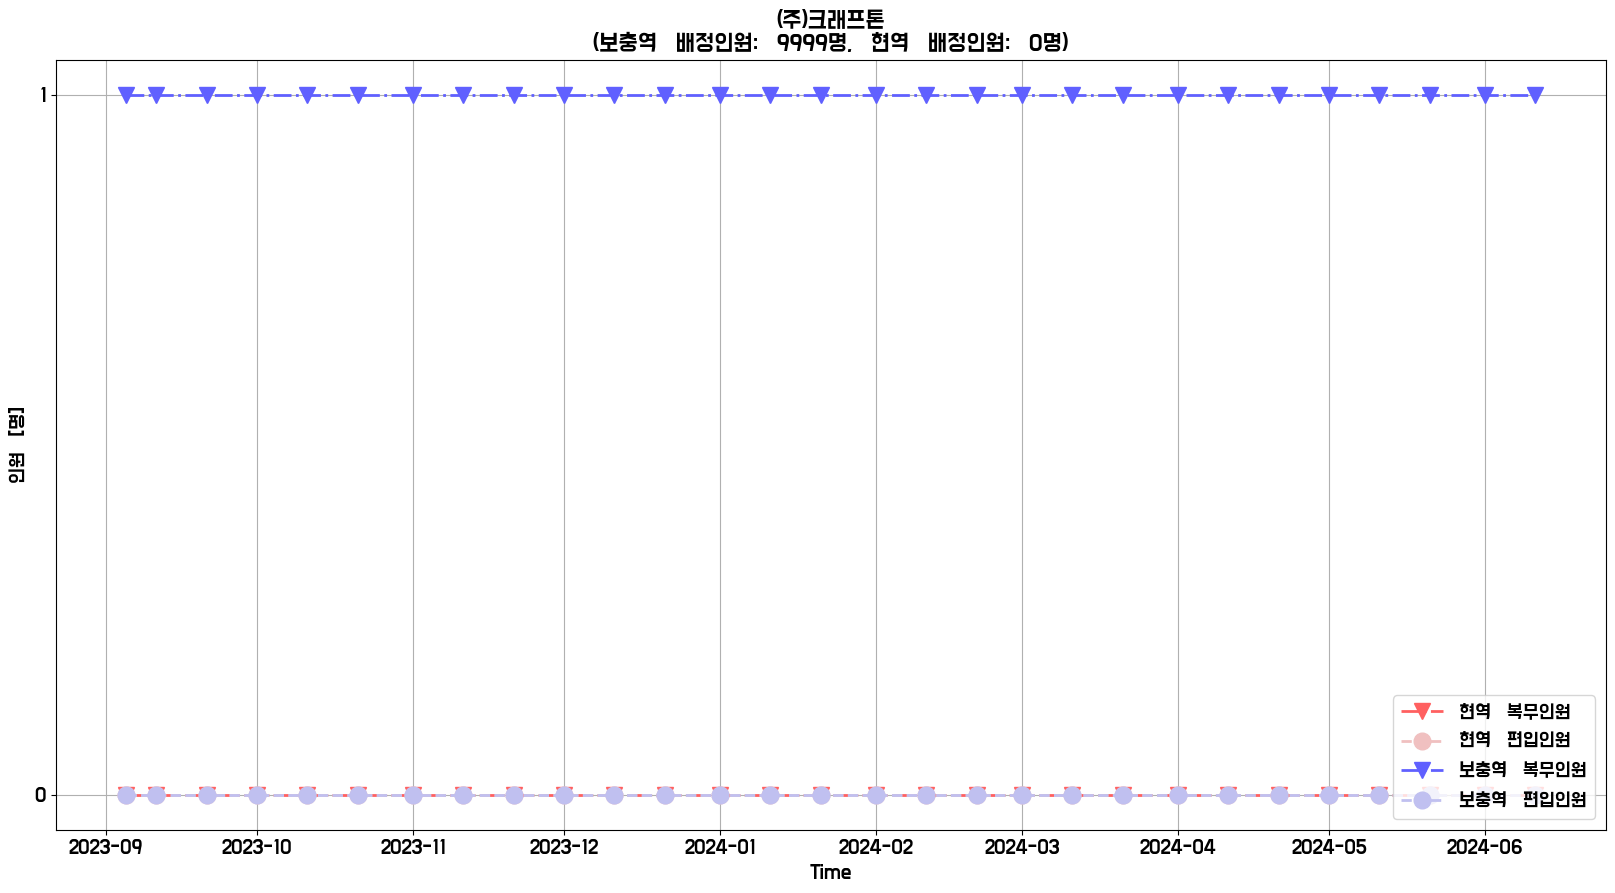 (주)크래프톤
(보충역 배정인원: 9999명, 현역 배정인원: 0명)
1
인원 [명]
0
현역 복무인원
현역 편입인원
보충역 복무인원
보충역 편입인원
2023-09 2023-10 2023-11 2023-12 2024-01 2024-02 2024-03 2024-04 2024-05 2024-06
Time